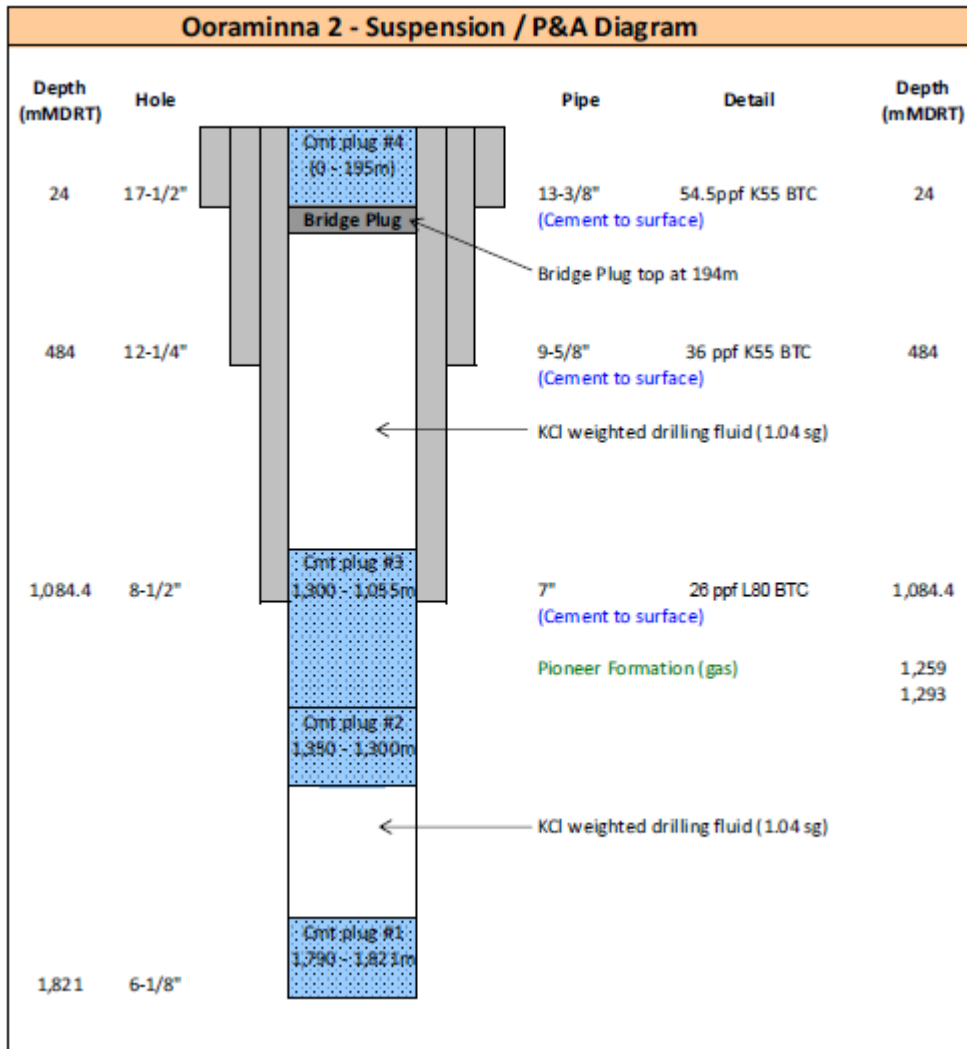 Ooraminna 2 - Suspension / P&A Diagram
Depth (mMDRT) Hole Pipe Detail Depth (mMDRT)
Cmt plug #4
(0 - 195m)
24 17-1/2" 13-3/8" 54.5ppf K55 BTC 24
Bridge Plug (Cement to surface)
Bridge Plug top at 194m
484 12-1/4" 9-5/8" 36 ppf K55 BTC 484
(Cement to surface)
KCl weighted drilling fluid (1.04 sg)
Cmt plug #3
1,084.4 8-1/2" 1,300 - 1,055m 7" 26 ppf L80 BTC 1,084.4
(Cement to surface)
Pioneer Formation (gas) 1,259
1,293
Cmt plug #2
1,350 - 1,300m
KCl weighted drilling fluid (1.04 sg)
Cmt plug #1
1,790 - 1,821m
1,821 6-1/8"